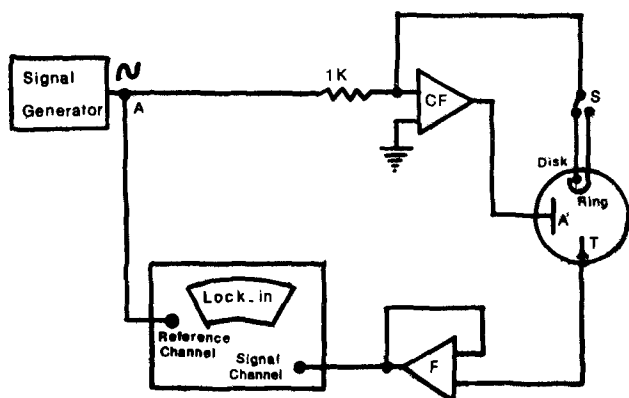 Signal
Generator
A
1K
CF
S
Disk
Ring
A'
T
Lock-in
Reference
Channel
Signal
Channel
F